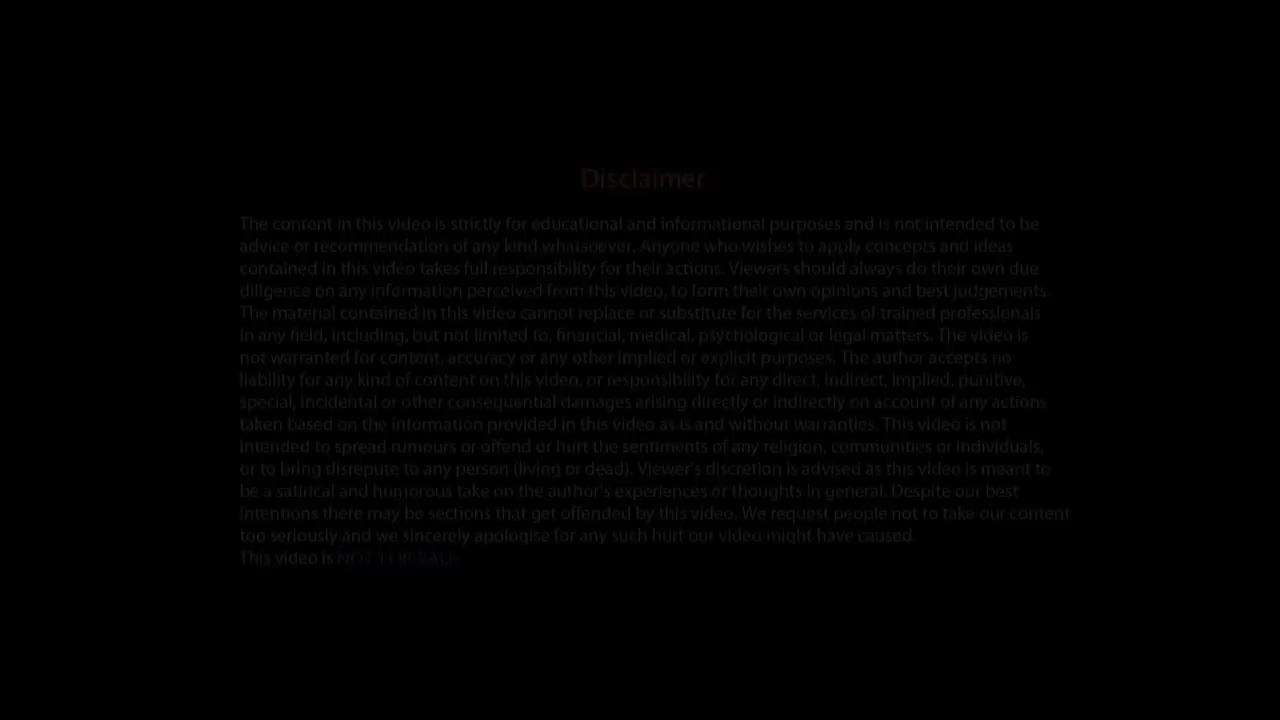 Disclaimer
The content in this video is strictly for educational and informational purposes and is not intended to be
advice or recommendation of any kind whatsoever. Anyone who wishes to apply concepts and ideas
contained in this video takes full responsibility for their actions. Viewers should always do their own due
diligence on any information perceived from this video, to form their own opinions and best judgements.
The material contained in this video cannot replace or substitute for the services of trained professionals
in any field, including, but not limited to, financial, medical, psychological or legal matters. The video is
not warranted for content, accuracy or any other implied or explicit purposes. The author accepts no
liability for any kind of content on this video, or responsibility for any direct, indirect, implied, punitive,
special, incidental or other consequential damages arising directly or indirectly on account of any actions
taken based on the information provided in this video as is and without warranties. This video is not
intended to spread rumours or offend or hurt the sentiments of any religion, communities or individuals,
or to bring disrepute to any person (living or dead). Viewer's discretion is advised as this video is meant to
be a satirical and humorous take on the author's experiences or thoughts in general. Despite our best
intentions there may be sections that get offended by this video. We request people not to take our content
too seriously and we sincerely apologise for any such hurt our video might have caused.
This video is NOT FOR SALE